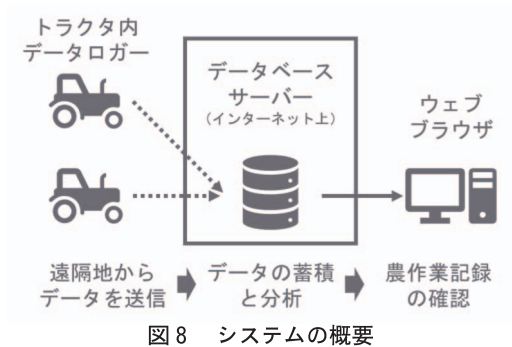 トラクタ内
データロガー
データベース
サーバー
(インターネット上)
ウェブ
ブラウザ
遠隔地から
データを送信
データの蓄積
と分析
農作業記録
の確認
図8 システムの概要